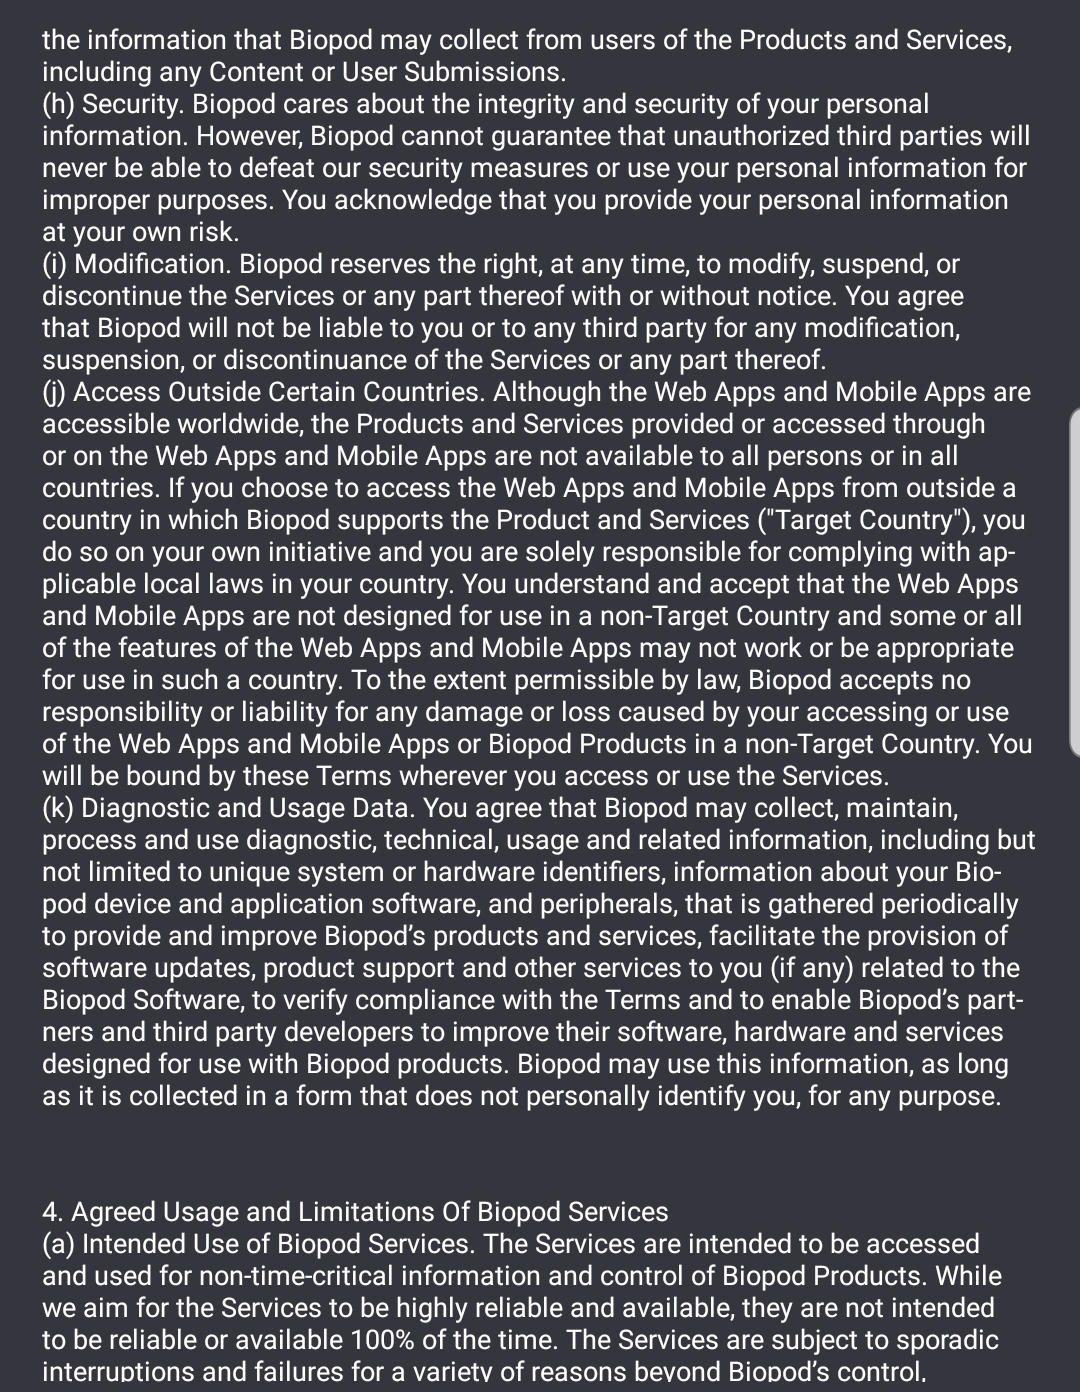 the information that Biopod may collect from users of the Products and Services,
including any Content or User Submissions.
(h) Security. Biopod cares about the integrity and security of your personal
information. However, Biopod cannot guarantee that unauthorized third parties will
never be able to defeat our security measures or use your personal information for
improper purposes. You acknowledge that you provide your personal information
at your own risk.
(i) Modification. Biopod reserves the right, at any time, to modify, suspend, or
discontinue the Services or any part thereof with or without notice. You agree
that Biopod will not be liable to you or to any third party for any modification,
suspension, or discontinuance of the Services or any part thereof.
(j) Access Outside Certain Countries. Although the Web Apps and Mobile Apps are
accessible worldwide, the Products and Services provided or accessed through
or on the Web Apps and Mobile Apps are not available to all persons or in all
countries. If you choose to access the Web Apps and Mobile Apps from outside a
country in which Biopod supports the Product and Services ("Target Country"), you
do so on your own initiative and you are solely responsible for complying with ap-
plicable local laws in your country. You understand and accept that the Web Apps
and Mobile Apps are not designed for use in a non-Target Country and some or all
of the features of the Web Apps and Mobile Apps may not work or be appropriate
for use in such a country. To the extent permissible by law, Biopod accepts no
responsibility or liability for any damage or loss caused by your accessing or use
of the Web Apps and Mobile Apps or Biopod Products in a non-Target Country. You
will be bound by these Terms wherever you access or use the Services.
(k) Diagnostic and Usage Data. You agree that Biopod may collect, maintain,
process and use diagnostic, technical, usage and related information, including but
not limited to unique system or hardware identifiers, information about your Bio-
pod device and application software, and peripherals, that is gathered periodically
to provide and improve Biopod’s products and services, facilitate the provision of
software updates, product support and other services to you (if any) related to the
Biopod Software, to verify compliance with the Terms and to enable Biopod’s part-
ners and third party developers to improve their software, hardware and services
designed for use with Biopod products. Biopod may use this information, as long
as it is collected in a form that does not personally identify you, for any purpose.
4. Agreed Usage and Limitations Of Biopod Services
(a) Intended Use of Biopod Services. The Services are intended to be accessed
and used for non-time-critical information and control of Biopod Products. While
we aim for the Services to be highly reliable and available, they are not intended
to be reliable or available 100% of the time. The Services are subject to sporadic
interruptions and failures for a variety of reasons beyond Biopod’s control,